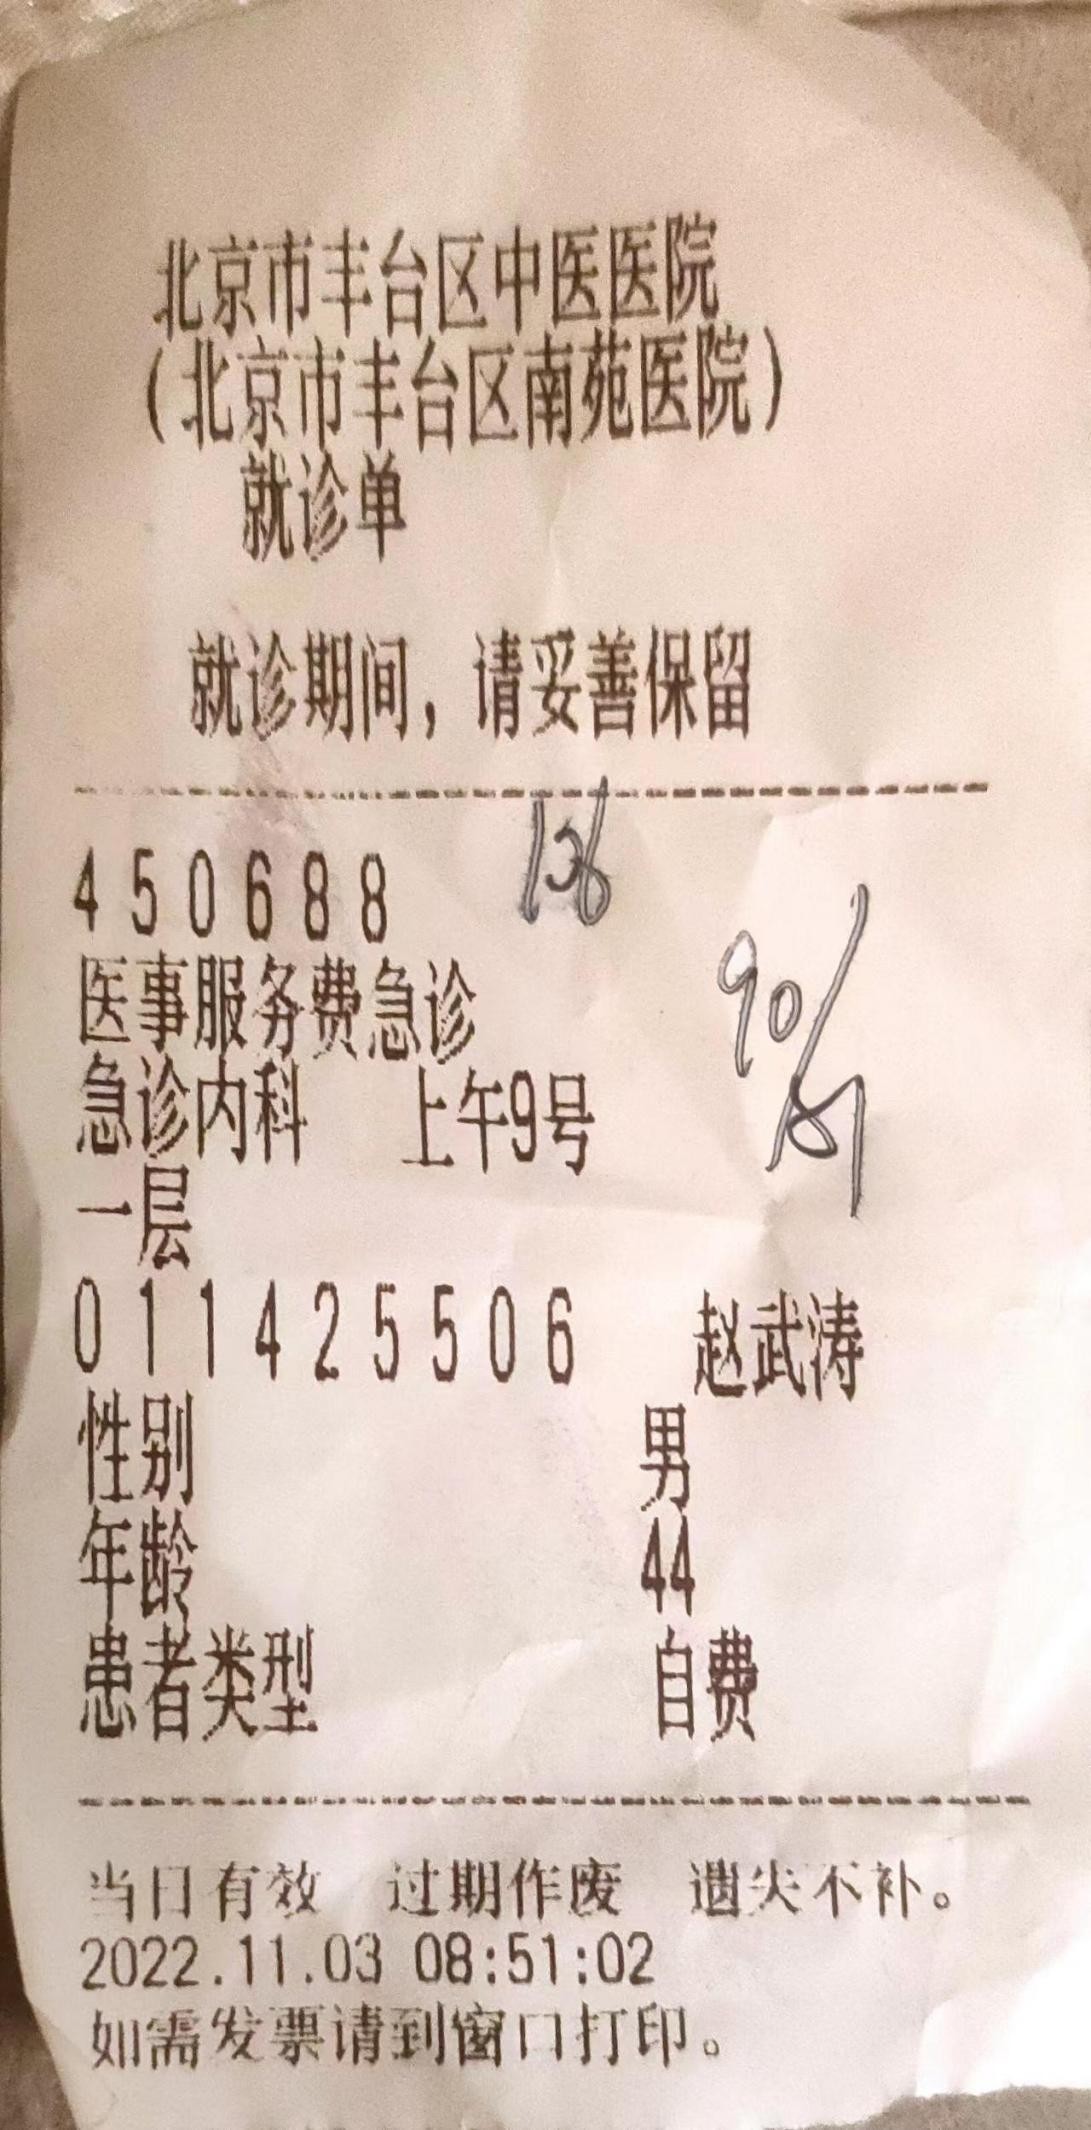 北京市丰台区中医医院
(北京市丰台区南苑医院)
就诊单
就诊期间，请妥善保留
450688
136
医事服务费急诊
90/
急诊内科 上午9号
一层
011425506 赵武涛
性别 男
年龄 44
患者类型 自费
当日有效 过期作废 遗失不补。
2022.11.03 08:51:02
如需发票请到窗口打印。